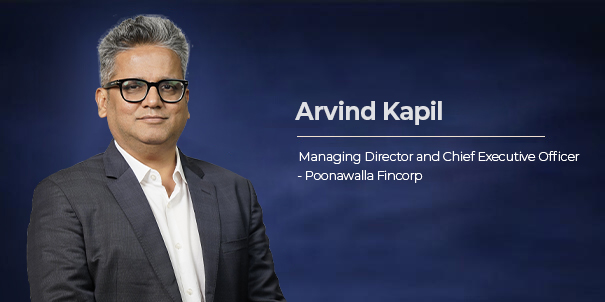 Arvind Kapil
Managing Director and Chief Executive Officer
- Poonawalla Fincorp